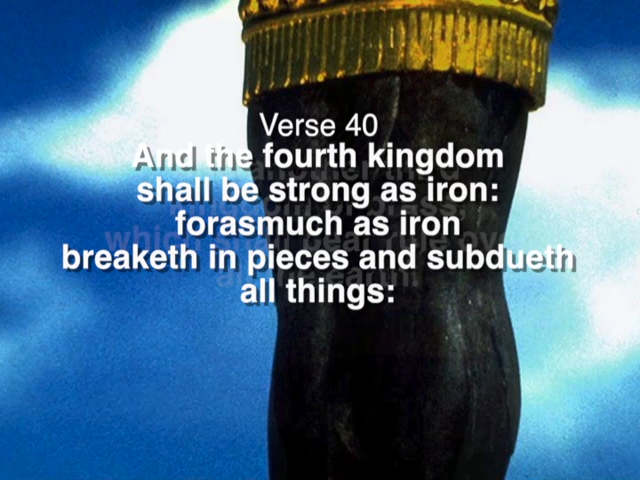 Verse 40
And the fourth kingdom
shall be strong as iron:
forasmuch as iron
breaketh in pieces and subdueth
all things: